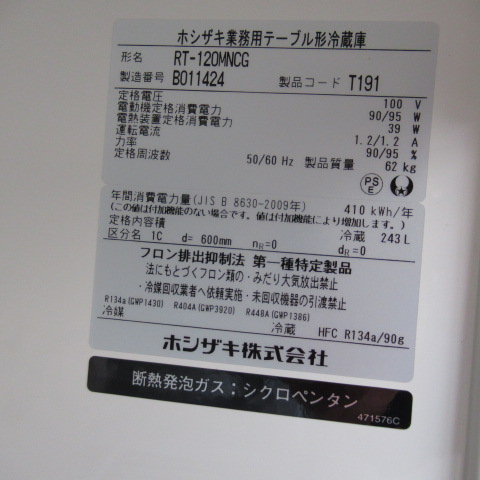 ホシザキ業務用テーブル形冷蔵庫
形名 RT-120MNCG
製造番号 B011424 製品コード T191
定格電圧 100 V
電動機定格消費電力 90/95 W
電熱装置定格消費電力 39 W
運転電流 1.2/1.2 A
力率 90/95 %
定格周波数 50/60 Hz 製品質量 62 kg
PS E
年間消費電力量(JIS B 8630-2009年) 410 kWh/年
(この値は付加機能のない場合です。値は付加機能により増加します。)
定格内容積 冷蔵 243 L
区分名 1C d= 600mm nR=0 dR=0
フロン排出抑制法 第一種特定製品
法にもとづくフロン類の・みだり大気放出禁止
・冷媒回収業者へ依頼実施・未回収機器の引渡禁止
R134a(GWP1430) R404A(GWP3920) R448A(GWP1386)
冷媒 冷蔵 HFC R134a/90g
ホシザキ株式会社
断熱発泡ガス:シクロペンタン
471576C